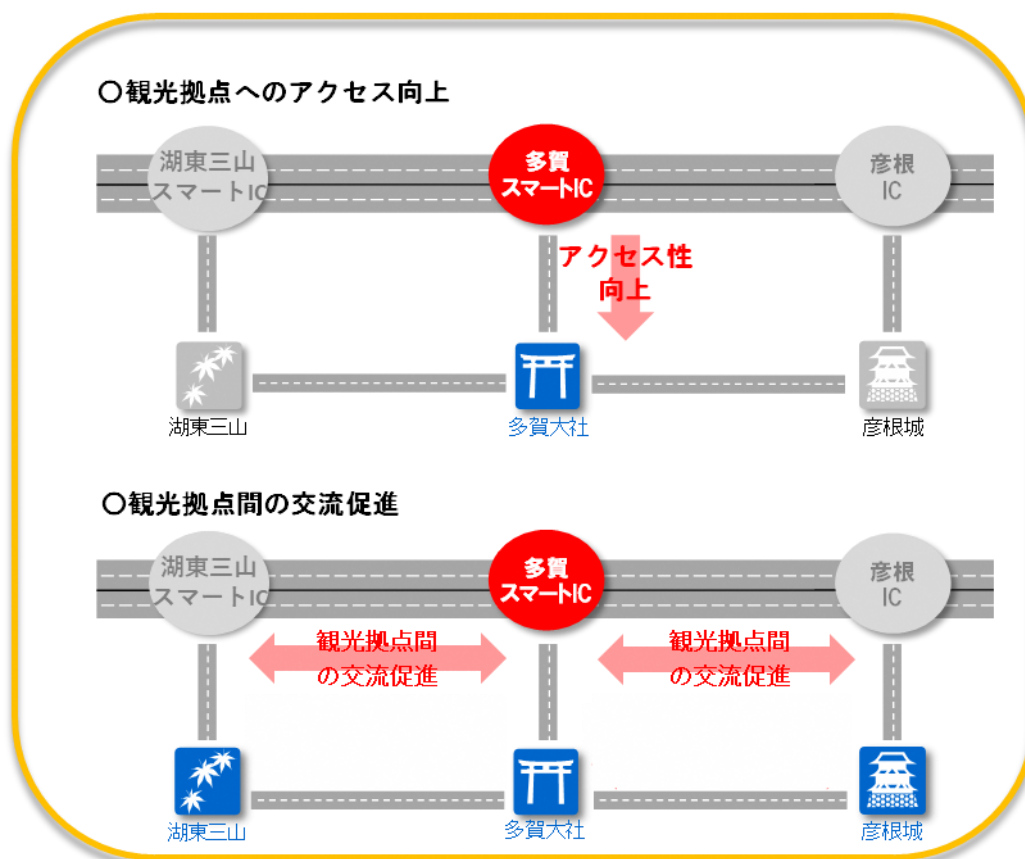 〇観光拠点へのアクセス向上
湖東三山
スマートIC
多賀
スマートIC
彦根
IC
アクセス性
向上
湖東三山
多賀大社
彦根城
〇観光拠点間の交流促進
湖東三山
スマートIC
多賀
スマートIC
彦根
IC
観光拠点間
の交流促進
観光拠点間
の交流促進
湖東三山
多賀大社
彦根城